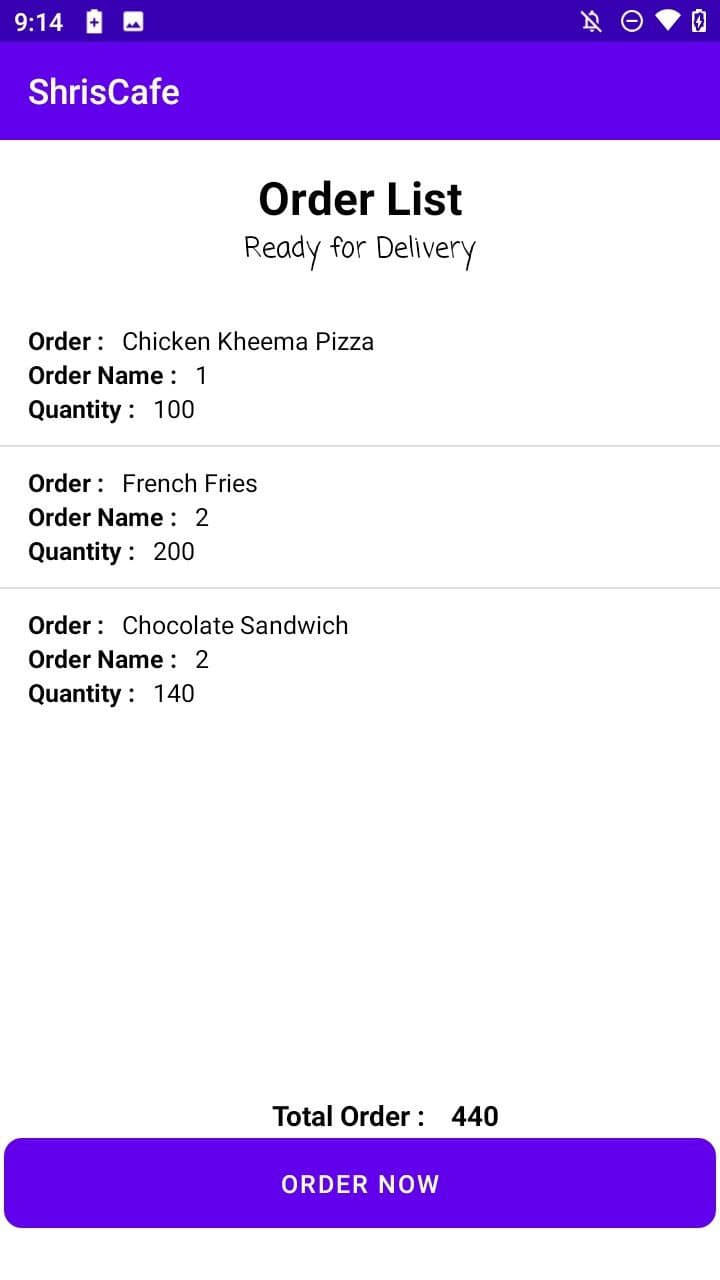 9:14
ShrisCafe
Order List
Ready for Delivery
Order : Chicken Kheema Pizza
Order Name : 1
Quantity : 100
Order : French Fries
Order Name : 2
Quantity : 200
Order : Chocolate Sandwich
Order Name : 2
Quantity : 140
Total Order : 440
ORDER NOW